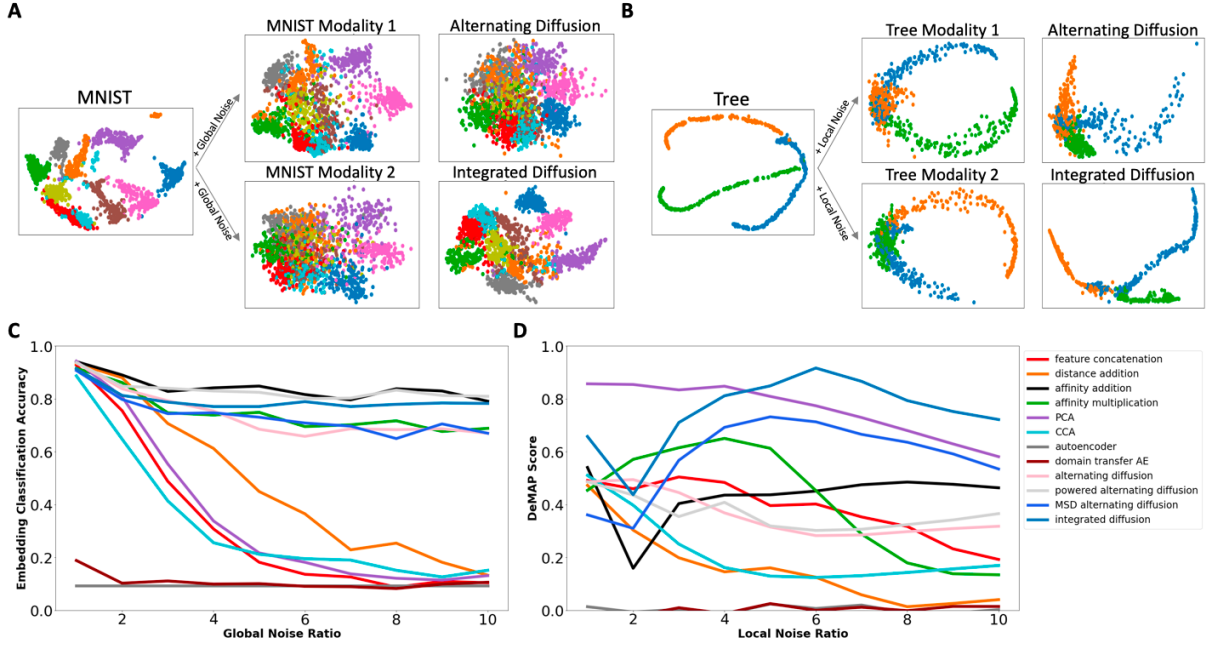 A
MNIST
+ Global Noise
+ Global Noise
MNIST Modality 1
Alternating Diffusion
MNIST Modality 2
Integrated Diffusion
B
Tree
+ Local Noise
+ Local Noise
Tree Modality 1
Alternating Diffusion
Tree Modality 2
Integrated Diffusion
C
Embedding Classification Accuracy
1.0
0.8
0.6
0.4
0.2
0.0
2
4
6
8
10
Global Noise Ratio
D
DeMAP Score
1.0
0.8
0.6
0.4
0.2
0.0
2
4
6
8
10
Local Noise Ratio
feature concatenation
distance addition
affinity addition
affinity multiplication
PCA
CCA
autoencoder
domain transfer AE
alternating diffusion
powered alternating diffusion
MSD alternating diffusion
integrated diffusion